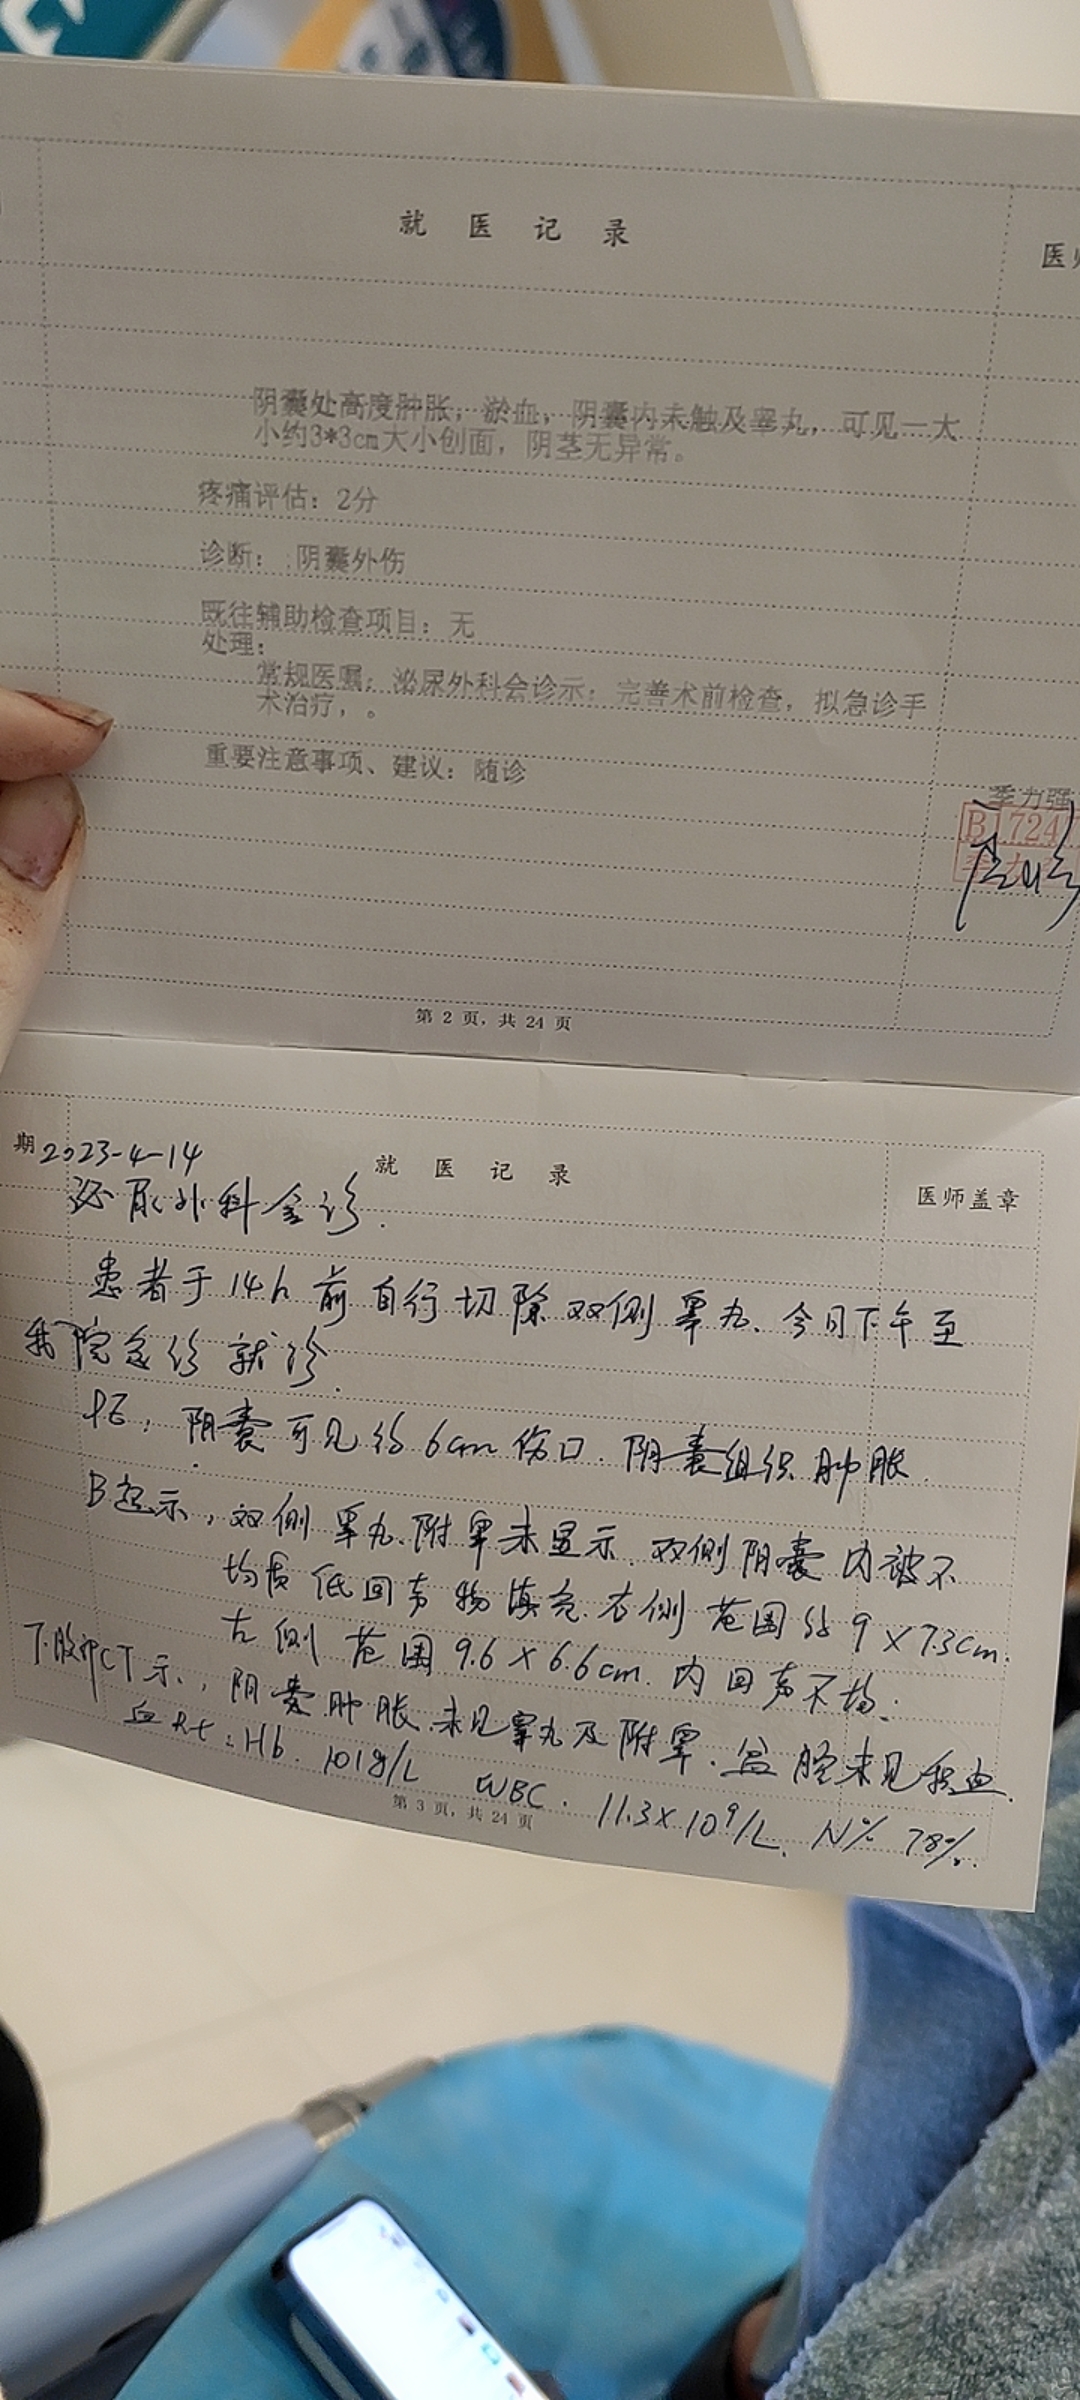 就 医 记 录
医师
阴囊处高度肿胀，淤血，阴囊内未触及睾丸，可见一大
小约3*3cm大小创面，阴茎无异常。
疼痛评估：2分
诊断：阴囊外伤
既往辅助检查项目：无
处理：
常规医嘱：泌尿外科会诊示：完善术前检查，拟急诊手
术治疗，。
重要注意事项、建议：随诊
季力强
B 1724
第 2 页，共 24 页
期 2023-4-14
就 医 记 录
医师盖章
泌尿外科会诊.
患者于14h前自行切除双侧睾丸、今日下午至
我院急诊就诊.
PE：阴囊可见约6cm伤口.阴囊组织肿胀
B超示，双侧睾丸、附睾未显示.双侧阴囊内被不
均质低回声物填充.右侧范围约9×7.3cm.
左侧范围9.6×6.6cm.内回声不均.
下腹部CT示，阴囊肿胀.未见睾丸及附睾.盆腔未见积血.
血Rt：Hb.101g/L WBC.11.3×10⁹/L.N% 78%.
第 3 页，共 24 页